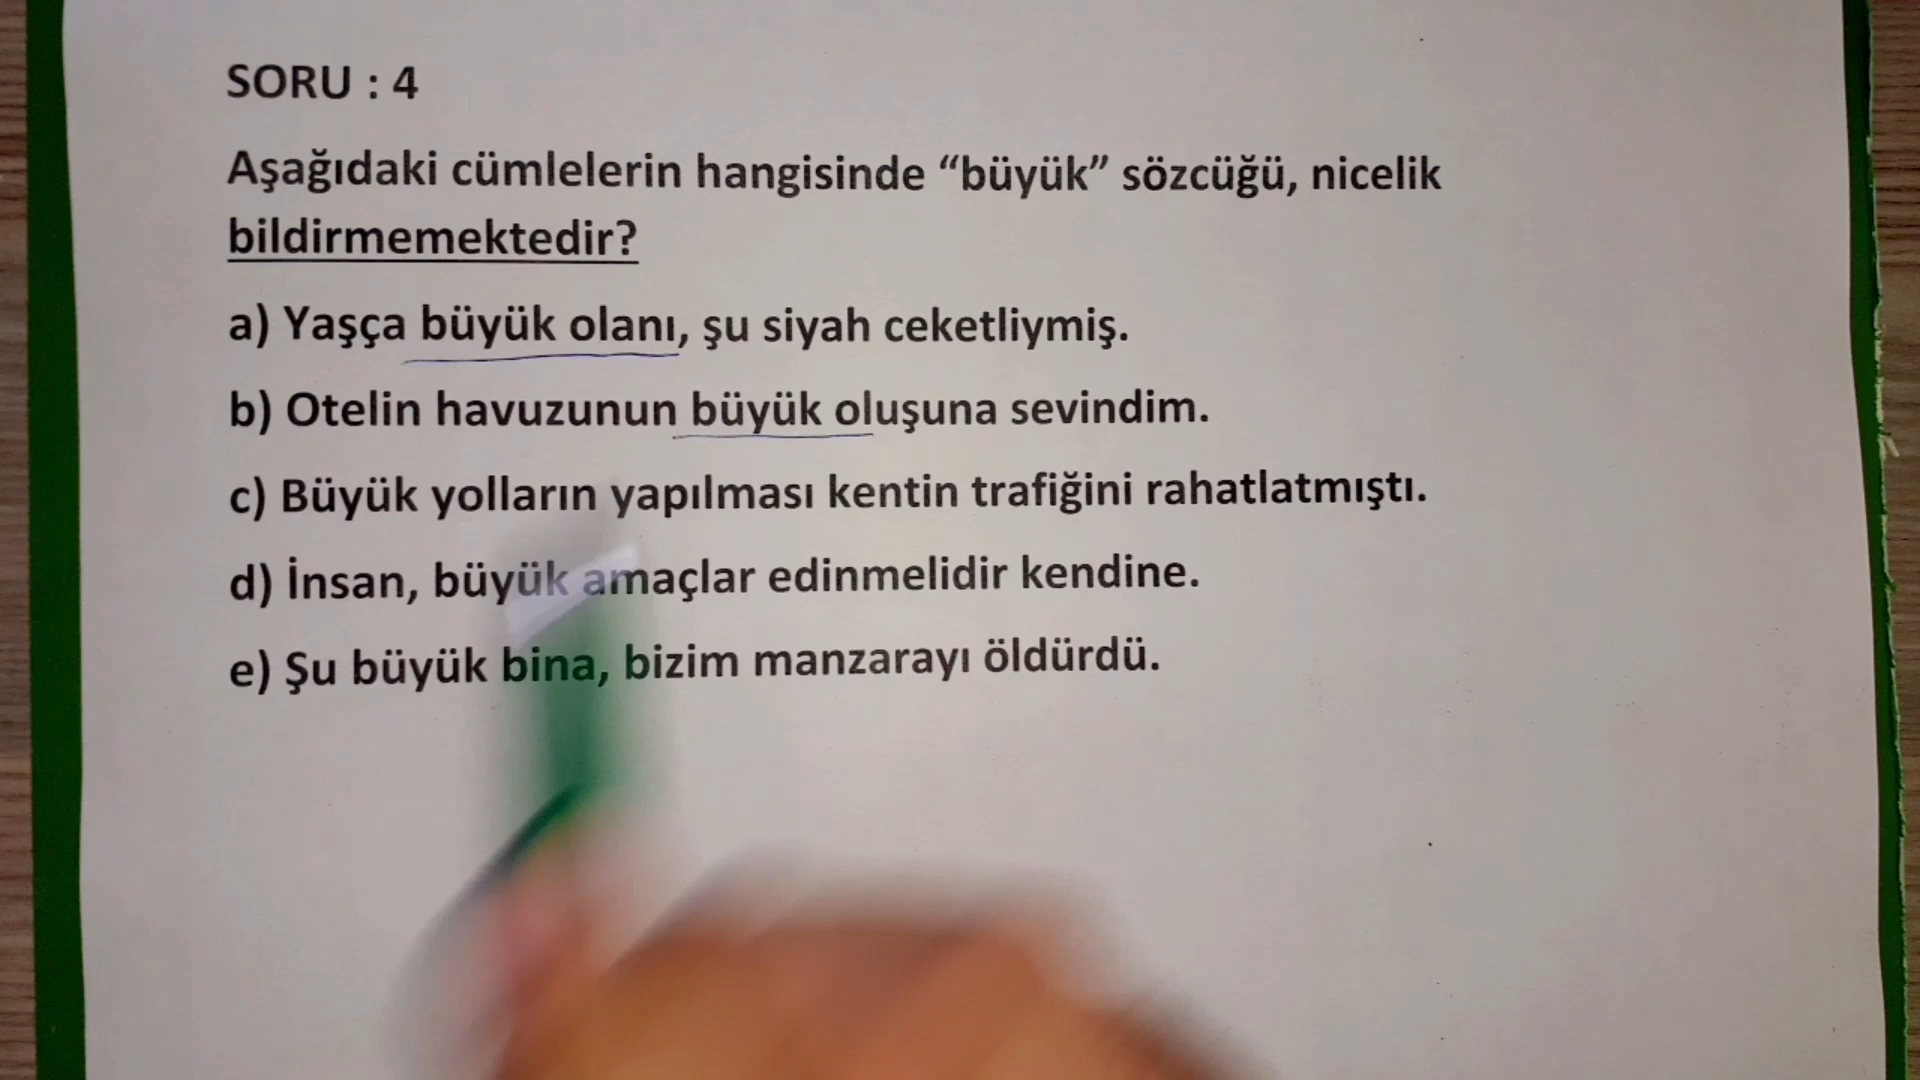 SORU : 4
Aşağıdaki cümlelerin hangisinde “büyük” sözcüğü, nicelik
bildirmemektedir?
a) Yaşça büyük olanı, şu siyah ceketliymiş.
b) Otelin havuzunun büyük oluşuna sevindim.
c) Büyük yolların yapılması kentin trafiğini rahatlatmıştı.
d) İnsan, büyük amaçlar edinmelidir kendine.
e) Şu büyük bina, bizim manzarayı öldürdü.